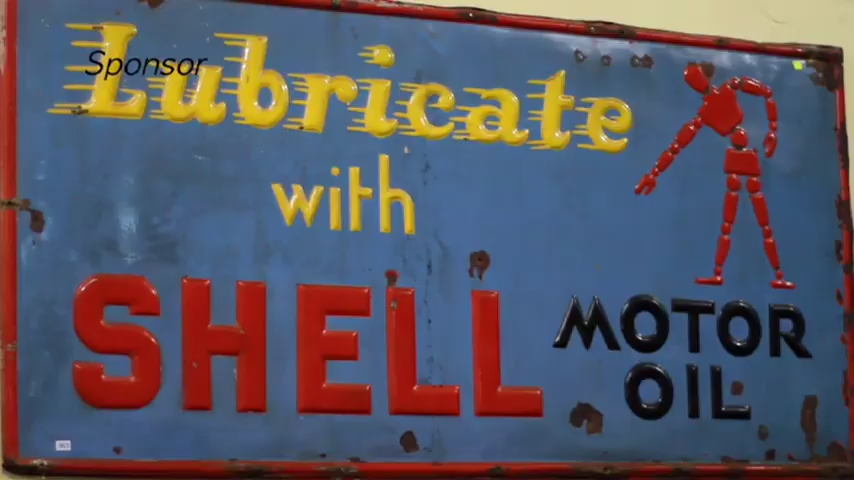 Sponsor
Lubricate
with
SHELL
MOTOR
OIL